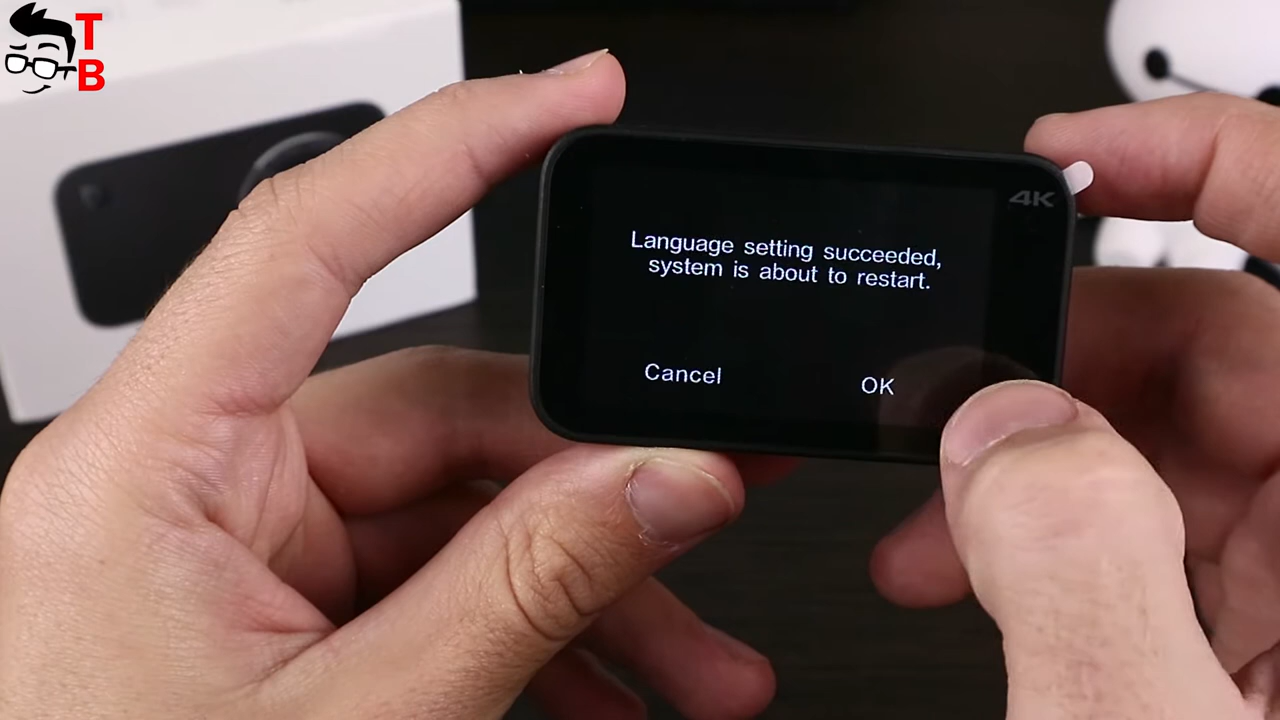 T
B
4K
Language setting succeeded,
system is about to restart.
Cancel OK